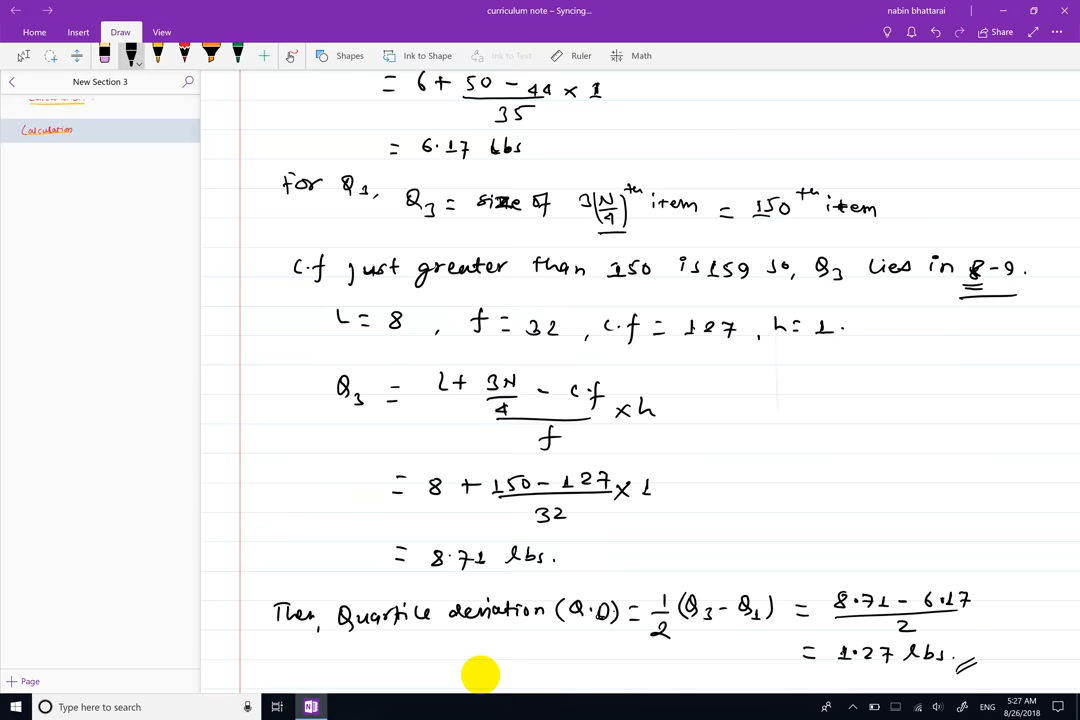 curriculum note – Syncing...
nabin bhattarai
Home Insert Draw View
Share
Shapes Ink to Shape Ink to Text Ruler Math
New Section 3
Calculation
= 6 + 50 - 44 × 1
35
= 6.17 lbs
For Q1, Q3 = size of 3(N/4)th item = 150th item
C.f just greater than 150 is 159 so, Q3 lies in 8-9.
L = 8, f = 32, c.f = 127, h = 1.
Q3 = L + 3N/4 - c.f × h
f
= 8 + 150 - 127 × 1
32
= 8.71 lbs.
Then, Quartile deviation (Q.D) = 1/2 (Q3 - Q1) = 8.71 - 6.17
2
= 1.27 lbs.
+ Page
Type here to search
ENG
5:27 AM
8/26/2018